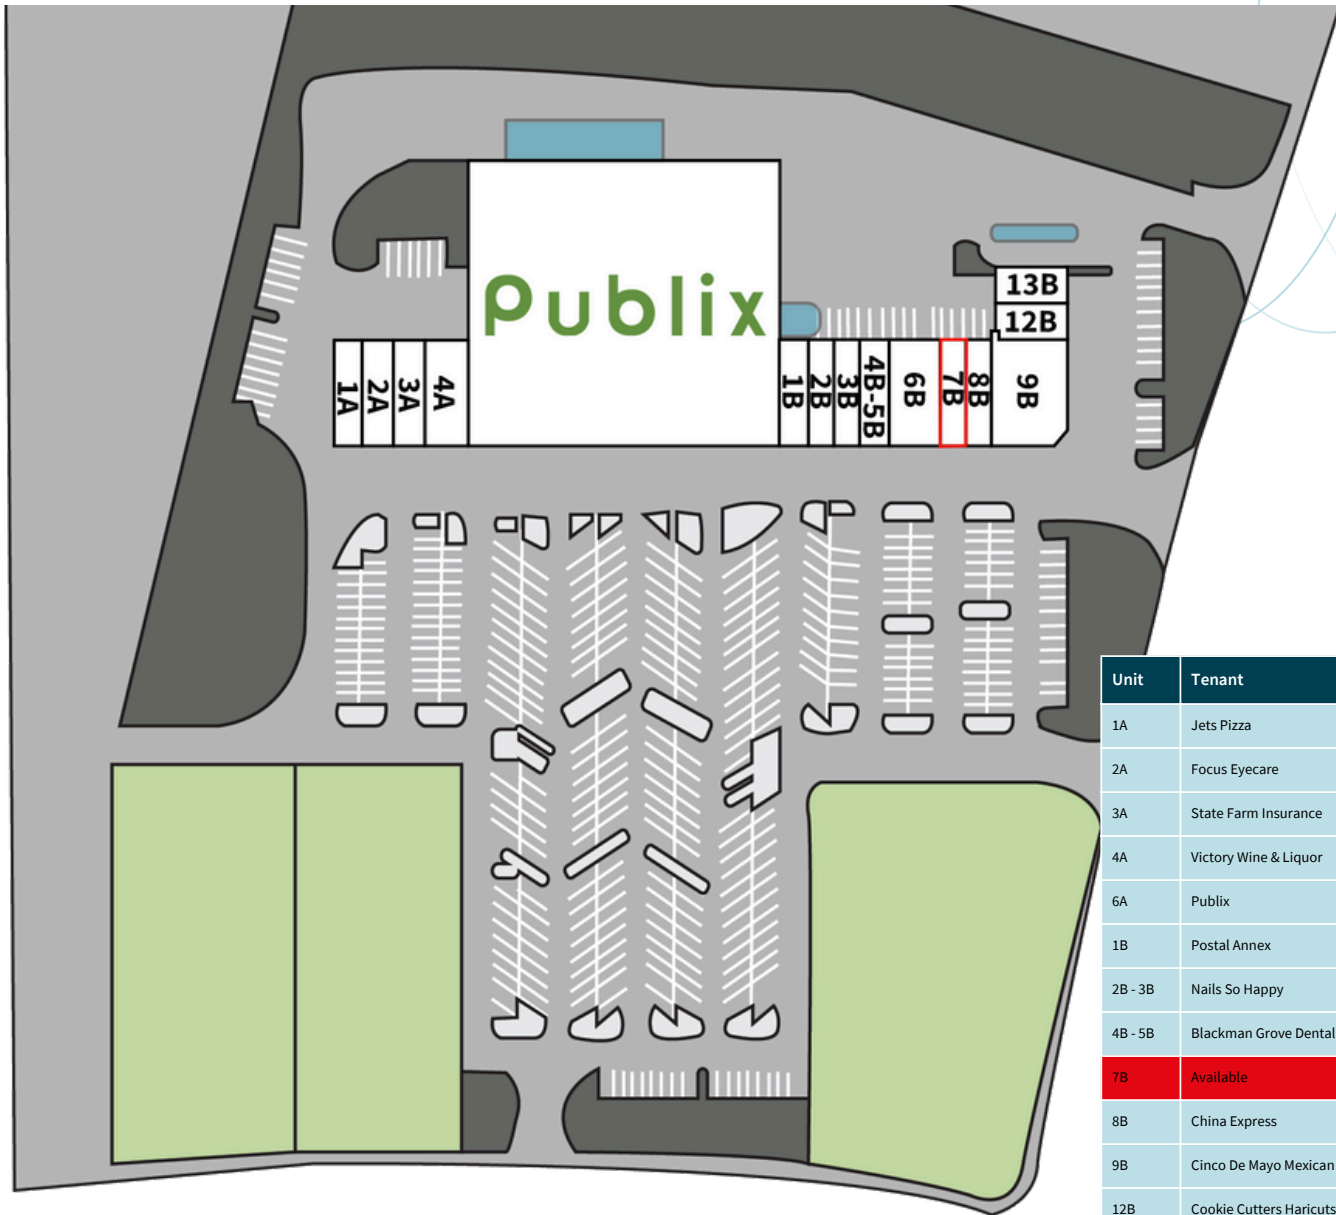 Publix
13B
12B
1A
2A
3A
4A
1B
2B
3B
4B-5B
6B
7B
8B
9B
Unit Tenant
1A Jets Pizza
2A Focus Eyecare
3A State Farm Insurance
4A Victory Wine & Liquor
6A Publix
1B Postal Annex
2B - 3B Nails So Happy
4B - 5B Blackman Grove Dental
7B Available
8B China Express
9B Cinco De Mayo Mexican
12B Cookie Cutters Haricuts